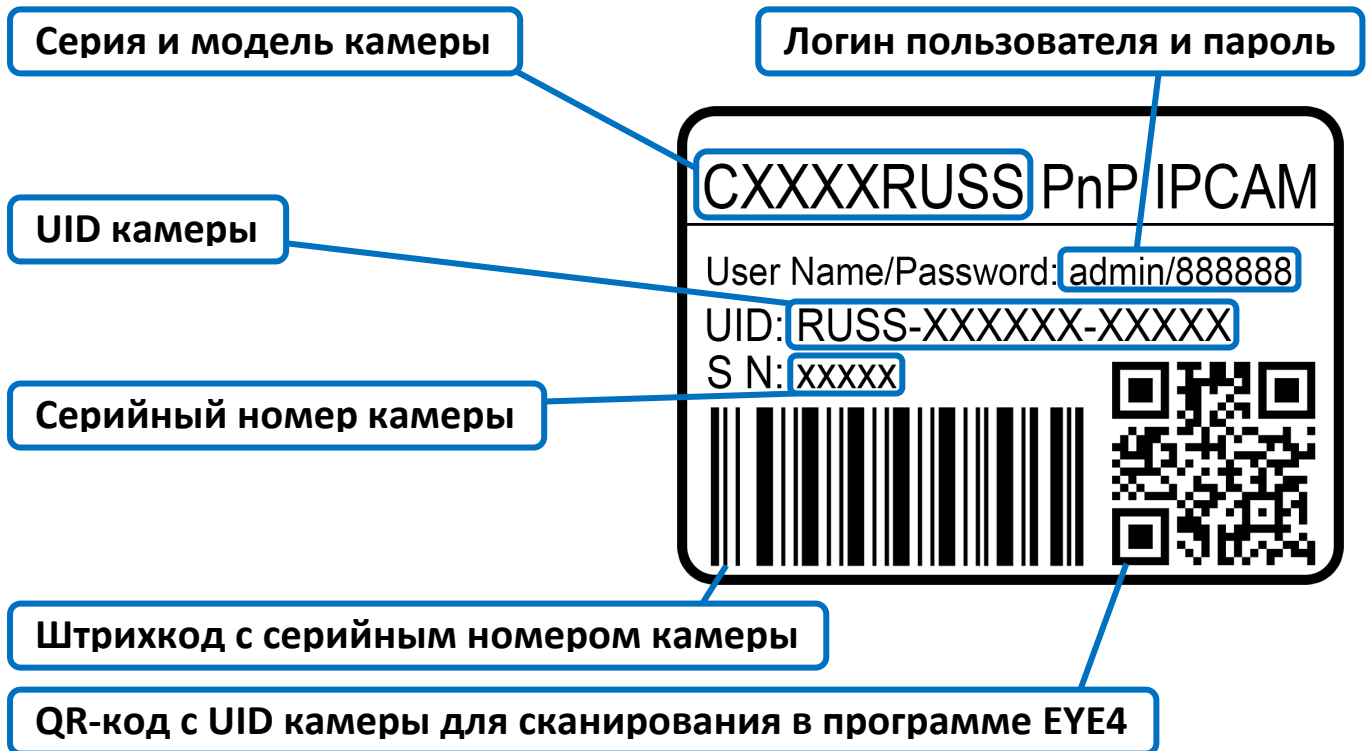 Серия и модель камеры
Логин пользователя и пароль
CXXXXRUSS PnP IPCAM
UID камеры
User Name/Password: admin/888888
UID: RUSS-XXXXXX-XXXXX
S N: xxxxx
Серийный номер камеры
Штрихкод с серийным номером камеры
QR-код с UID камеры для сканирования в программе EYE4